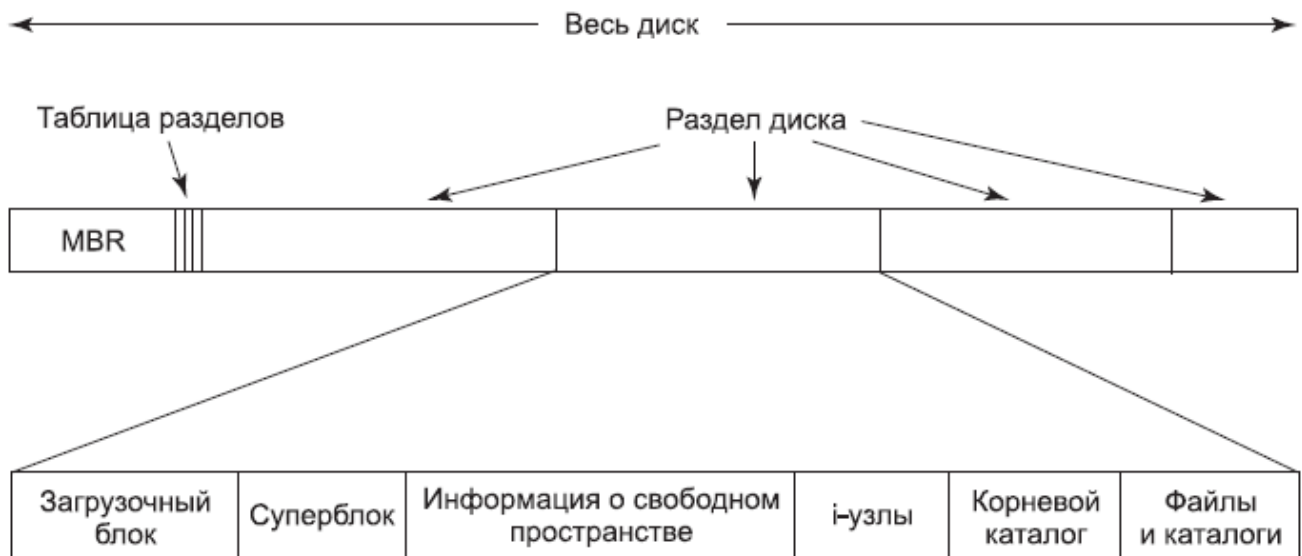 Весь диск
Таблица разделов
Раздел диска
MBR
Загрузочный
блок
Суперблок
Информация о свободном
пространстве
i-узлы
Корневой
каталог
Файлы
и каталоги